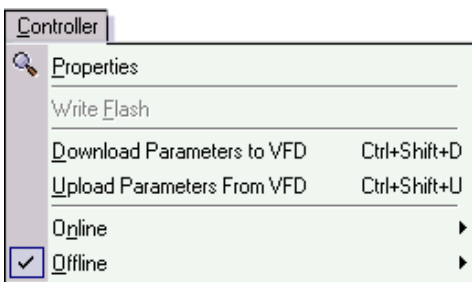 Controller
Properties
Write Flash
Download Parameters to VFD Ctrl+Shift+D
Upload Parameters From VFD Ctrl+Shift+U
Online
Offline